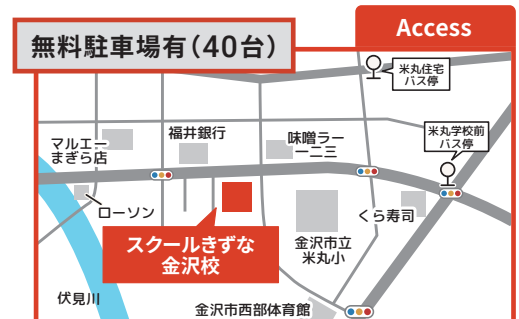 Access
無料駐車場有(40台)
米丸住宅
バス停
米丸学校前
バス停
福井銀行
味噌ラー
一二三
マルエー
まぎら店
ローソン
くら寿司
スクールきずな
金沢校
金沢市立
米丸小
伏見川
金沢市西部体育館